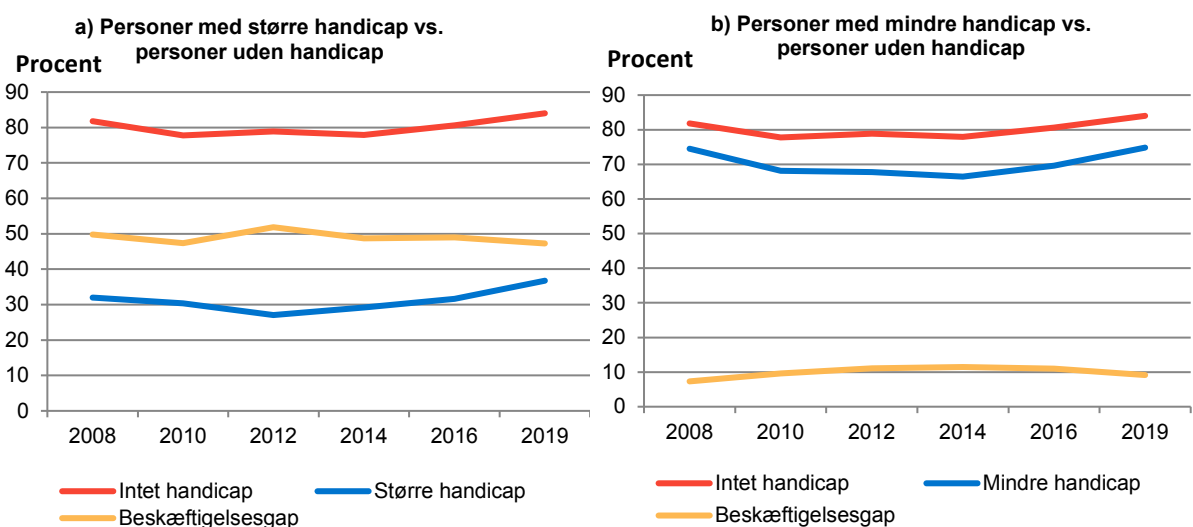 a) Personer med større handicap vs.
personer uden handicap
Procent
90
80
70
60
50
40
30
20
10
0
2008 2010 2012 2014 2016 2019
Intet handicap Større handicap
Beskæftigelsesgap
b) Personer med mindre handicap vs.
personer uden handicap
Procent
90
80
70
60
50
40
30
20
10
0
2008 2010 2012 2014 2016 2019
Intet handicap Mindre handicap
Beskæftigelsesgap